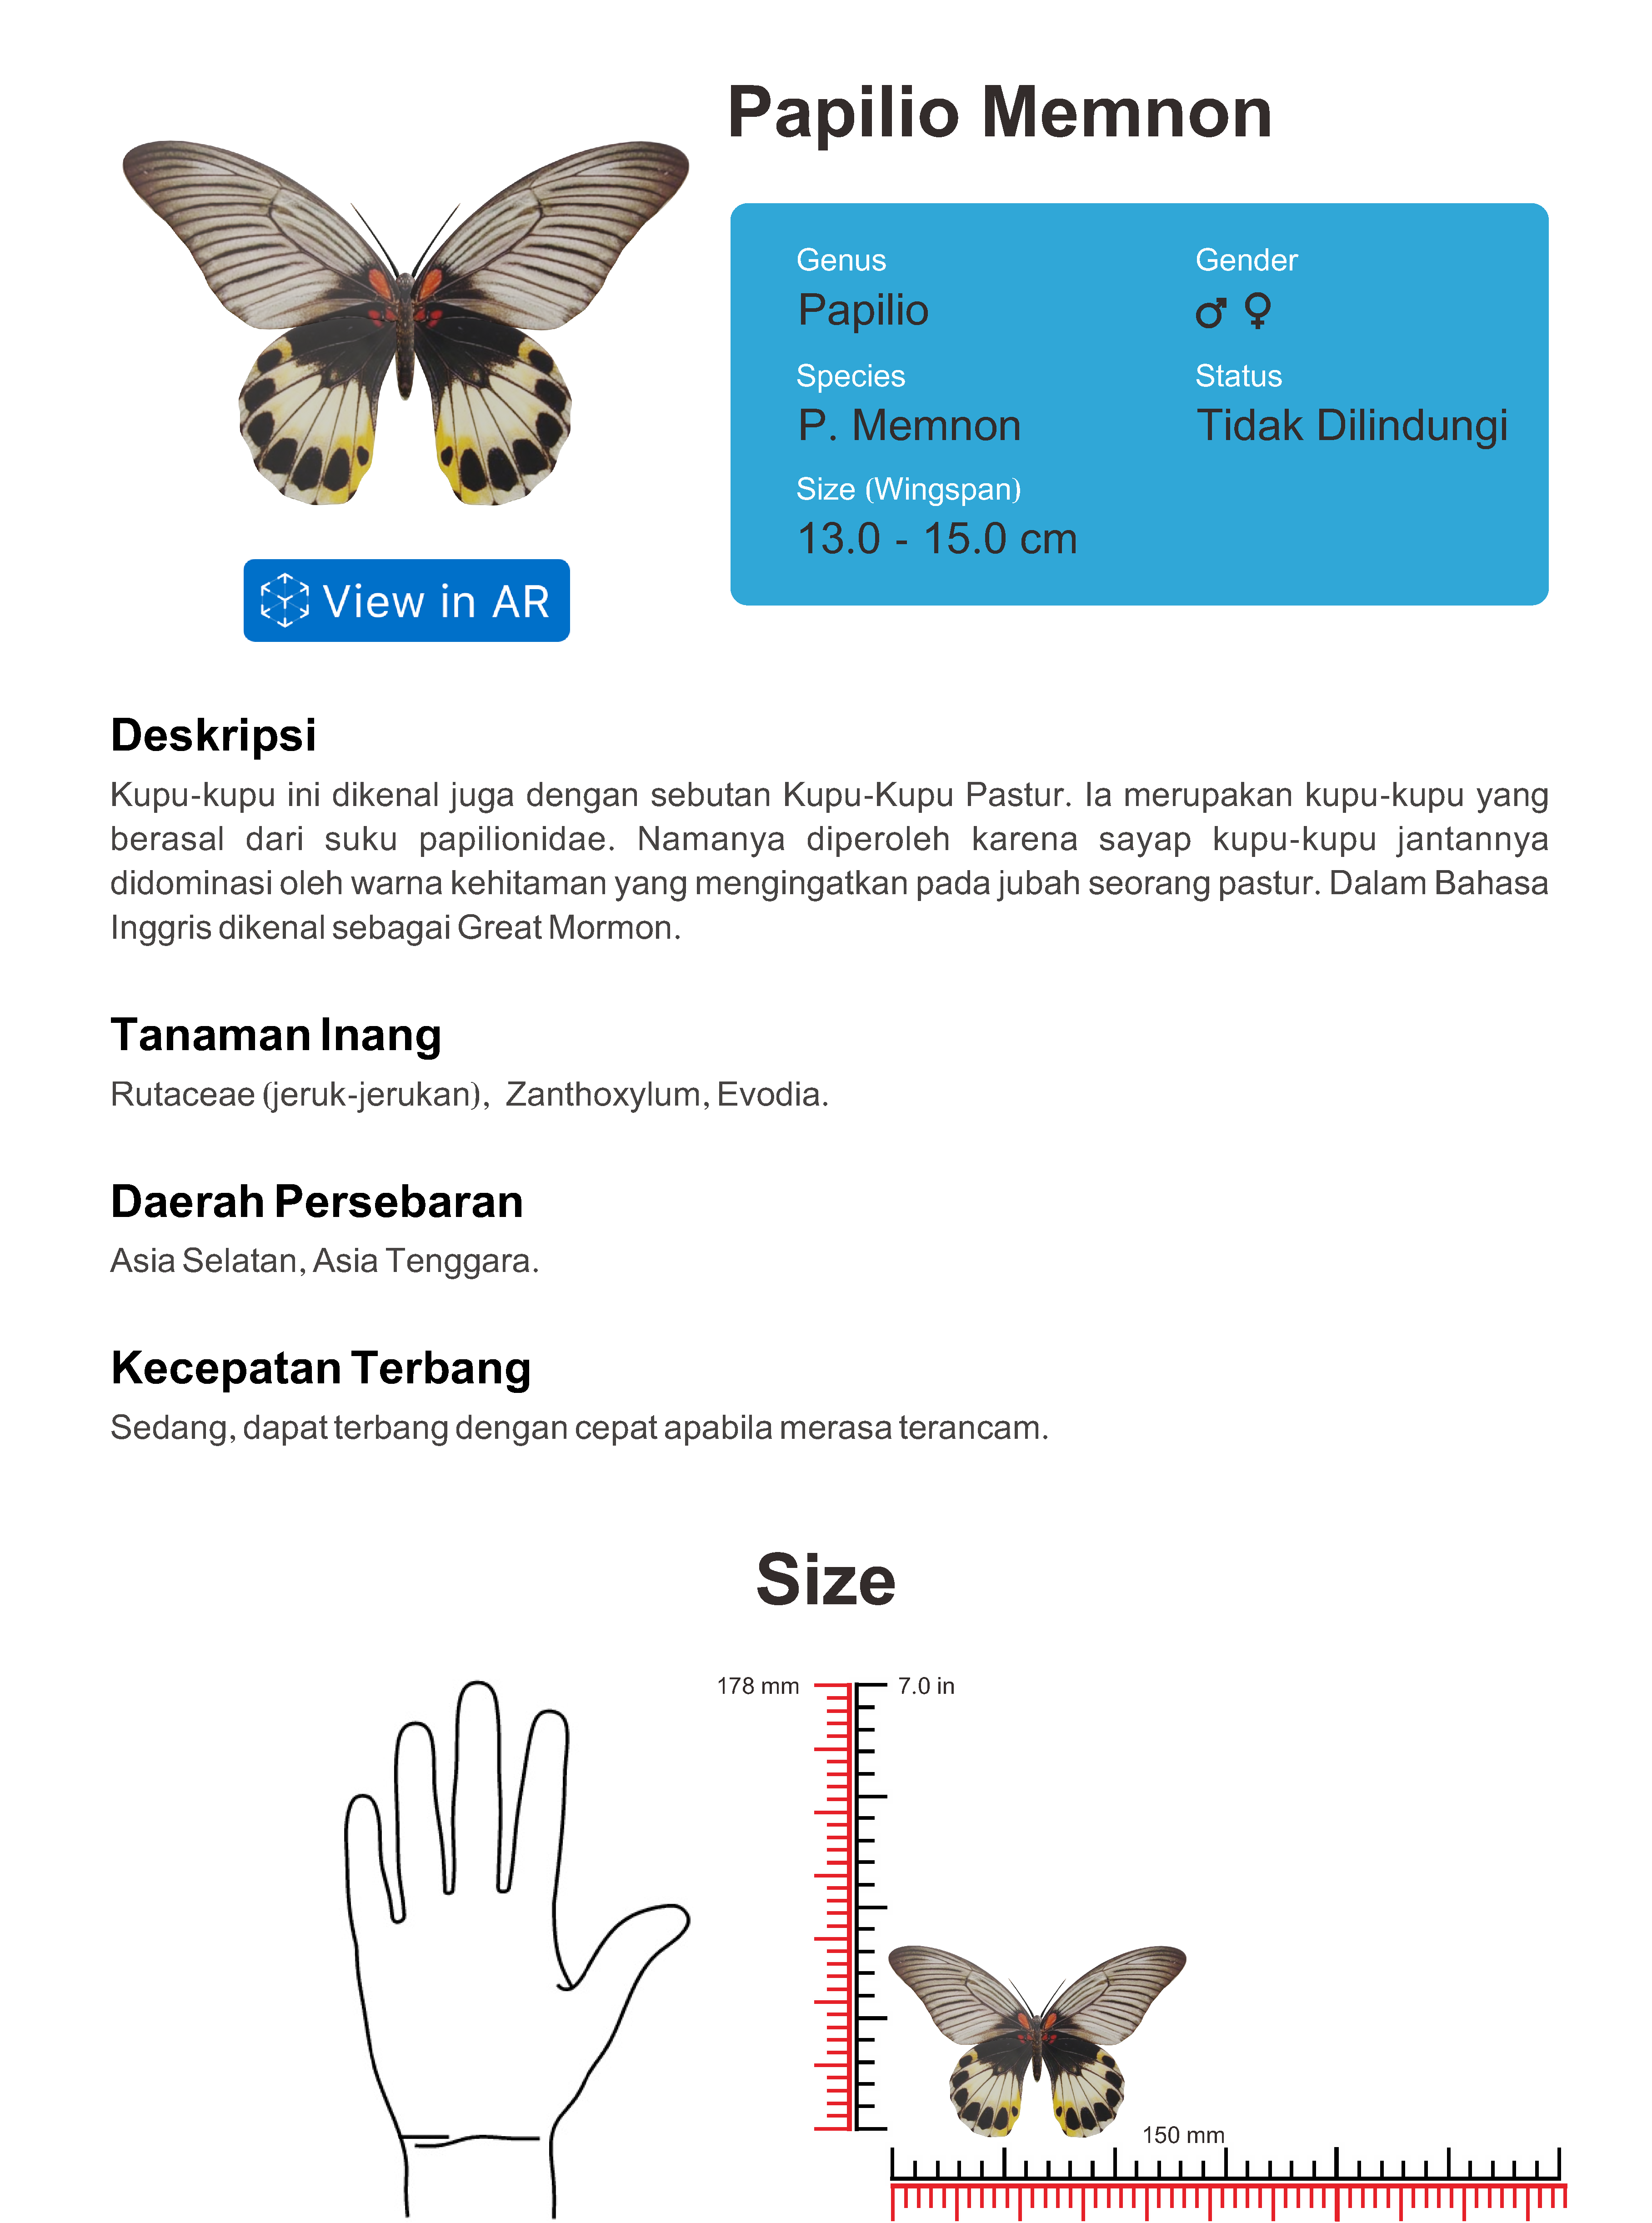 Papilio Memnon
Genus
Papilio
Gender
♂ ♀
Species
P. Memnon
Status
Tidak Dilindungi
Size (Wingspan)
13.0 - 15.0 cm
View in AR
Deskripsi
Kupu-kupu ini dikenal juga dengan sebutan Kupu-Kupu Pastur. Ia merupakan kupu-kupu yang
berasal dari suku papilionidae. Namanya diperoleh karena sayap kupu-kupu jantannya
didominasi oleh warna kehitaman yang mengingatkan pada jubah seorang pastur. Dalam Bahasa
Inggris dikenal sebagai Great Mormon.
Tanaman Inang
Rutaceae (jeruk-jerukan), Zanthoxylum, Evodia.
Daerah Persebaran
Asia Selatan, Asia Tenggara.
Kecepatan Terbang
Sedang, dapat terbang dengan cepat apabila merasa terancam.
Size
178 mm
7.0 in
150 mm